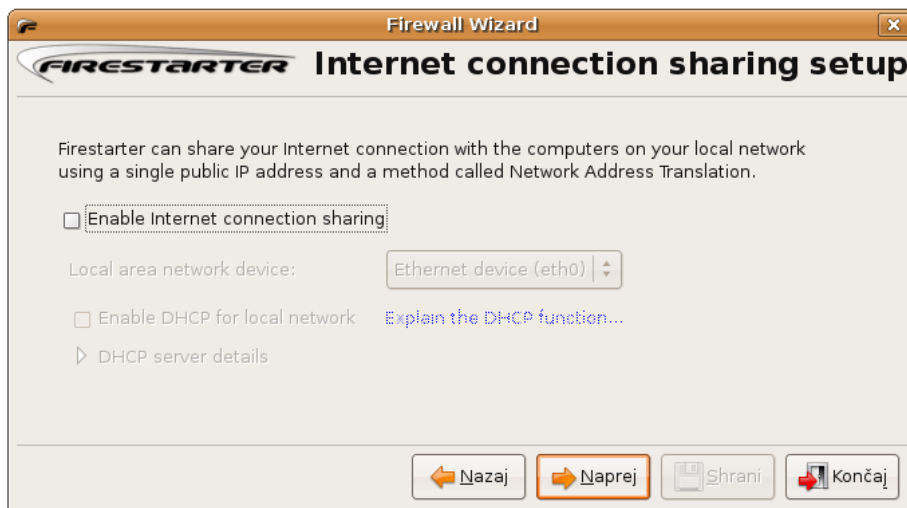 Firewall Wizard
FIRESTARTER Internet connection sharing setup
Firestarter can share your Internet connection with the computers on your local network
using a single public IP address and a method called Network Address Translation.
Enable Internet connection sharing
Local area network device: Ethernet device (eth0)
Enable DHCP for local network Explain the DHCP function...
DHCP server details
Nazaj Naprej Shrani Končaj